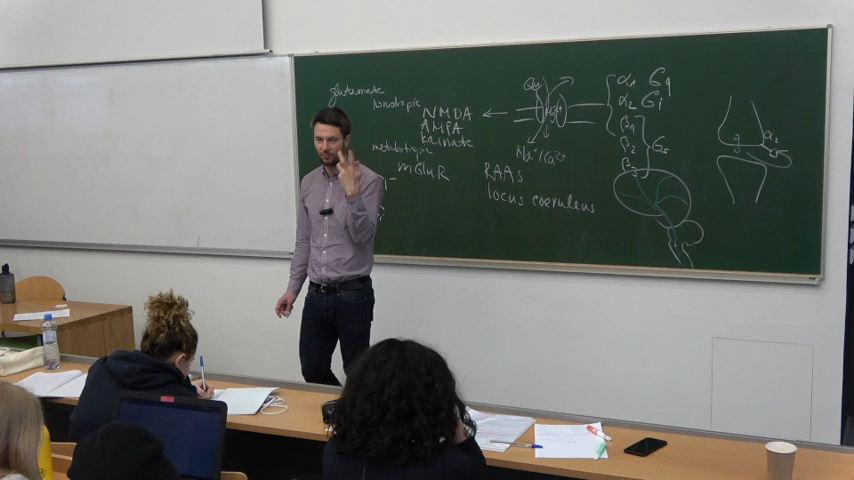 glutamate
ionotropic
NMDA
AMPA
kainate
metabotropic
mGluR
Glu
Na⁺/Ca²⁺
RAAs
locus coeruleus
α₁ Gq
α₂ Gi
β₁
β₂ Gs
β₃
α₂